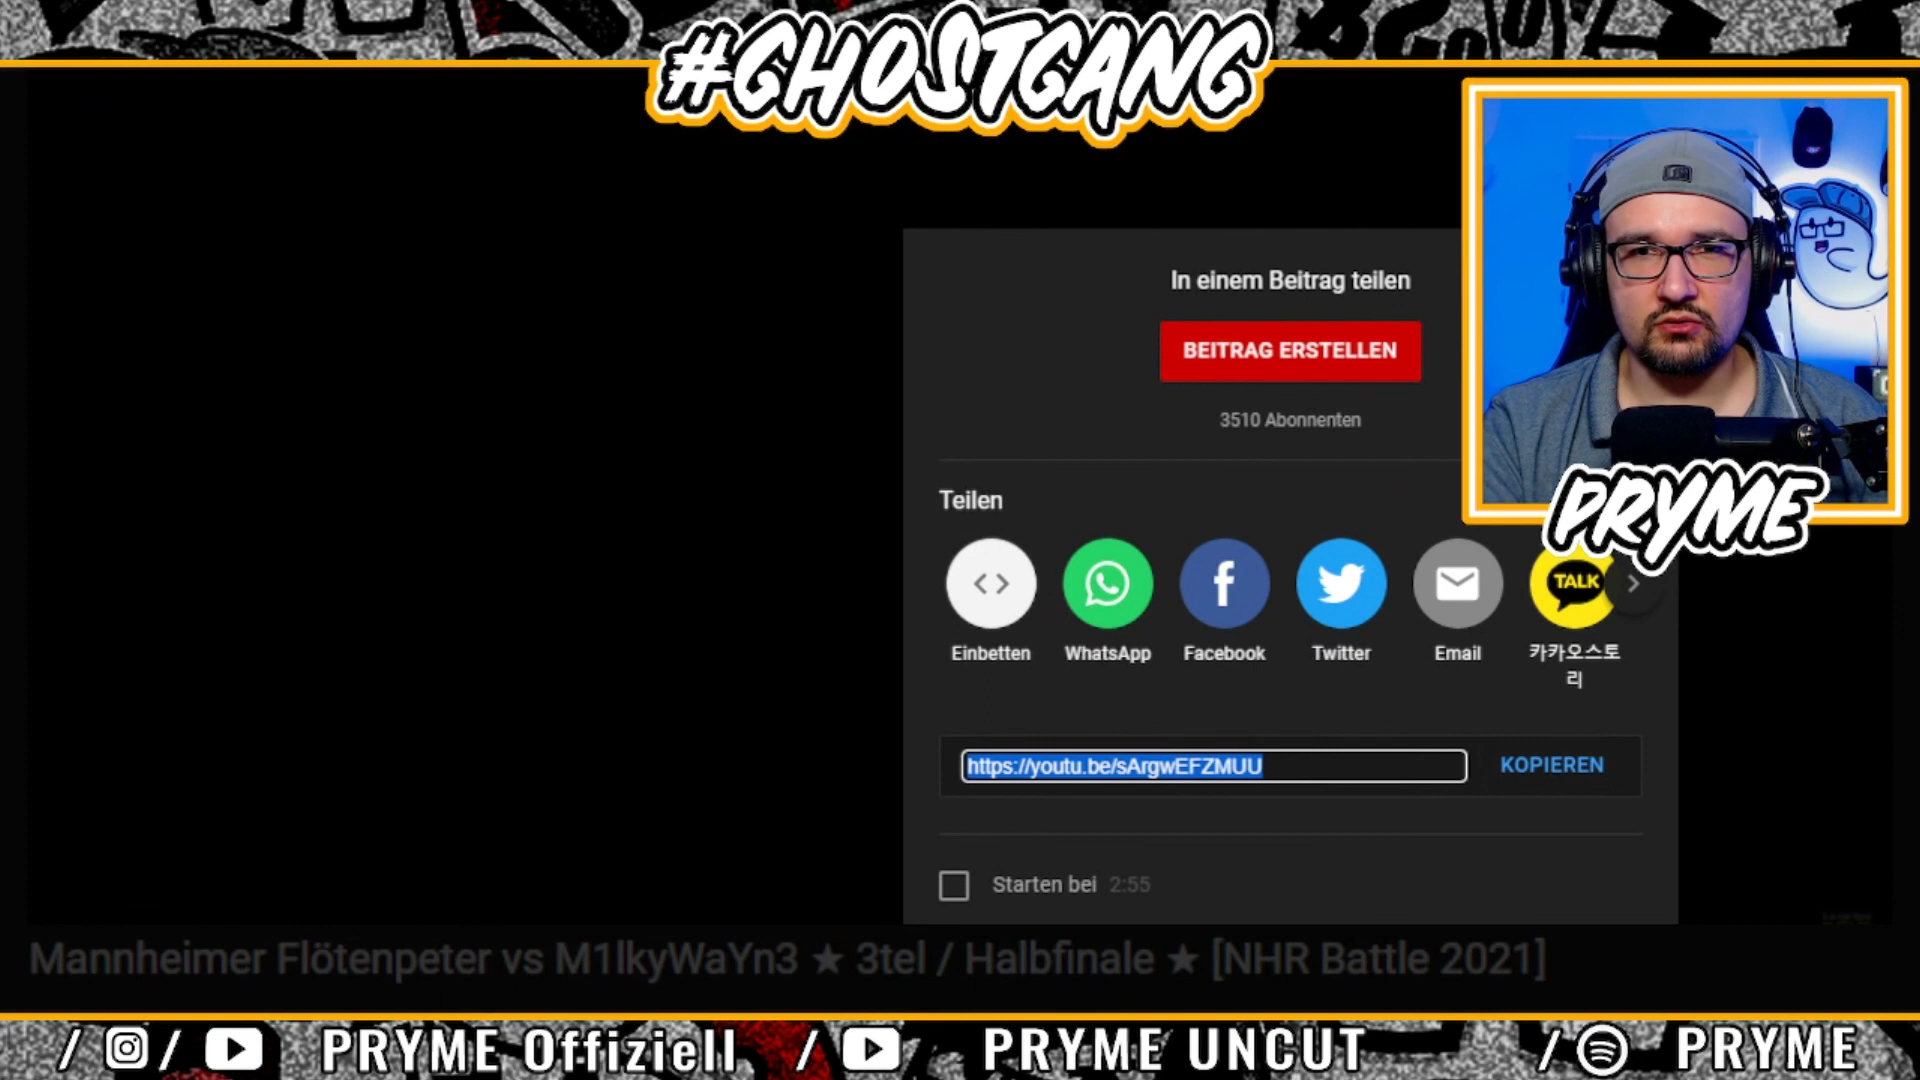 #GHOSTGANG
In einem Beitrag teilen
BEITRAG ERSTELLEN
3510 Abonnenten
Teilen
PRYME
TALK
Einbetten
WhatsApp
Facebook
Twitter
Email
카카오스토
리
https://youtu.be/sArgwEFZMUU
KOPIEREN
Starten bei 2:55
Mannheimer Flötenpeter vs M1lkyWaYn3 ★ 3tel / Halbfinale ★ [NHR Battle 2021]
/ / PRYME Offiziell / PRYME UNCUT / PRYME